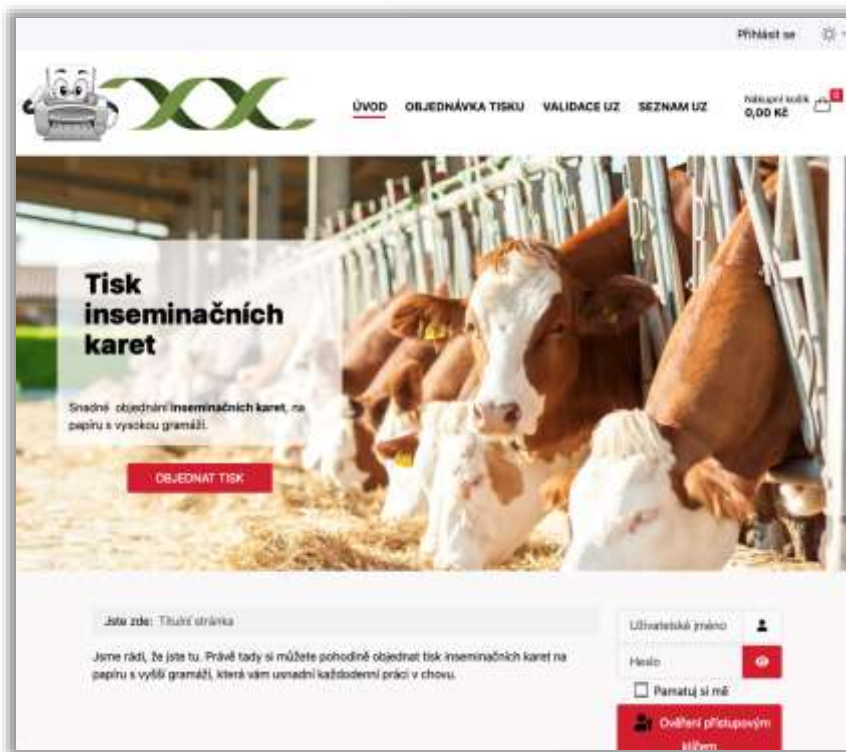 Přihlásit se
ÚVOD OBJEDNÁVKA TISKU VALIDACE UZ SEZNAM UZ
Nákupní košík 0
0,00 Kč
Tisk
inseminačních
karet
Snadné objednání inseminačních karet, na
papíru s vysokou gramáží.
OBJEDNAT TISK
Jste zde: Titulní stránka
Jsme rádi, že jste tu. Právě tady si můžete pohodlně objednat tisk inseminačních karet na
papíru s vyšší gramáží, která vám usnadní každodenní práci v chovu.
Uživatelské jméno
Heslo
Pamatuj si mě
Ověření přístupovým
klíčem